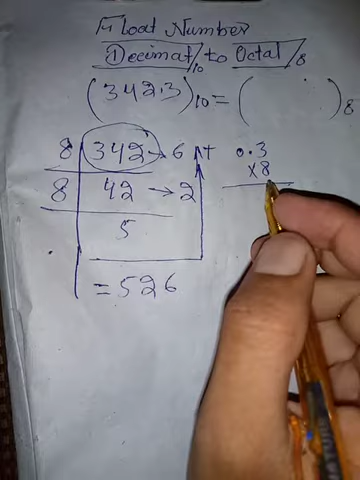 Float Number
Decimal/10 to Octal/8
(342.3)10 = (      .      )8
8 342 → 6
8 42 → 2
5
= 526
0.3
×8